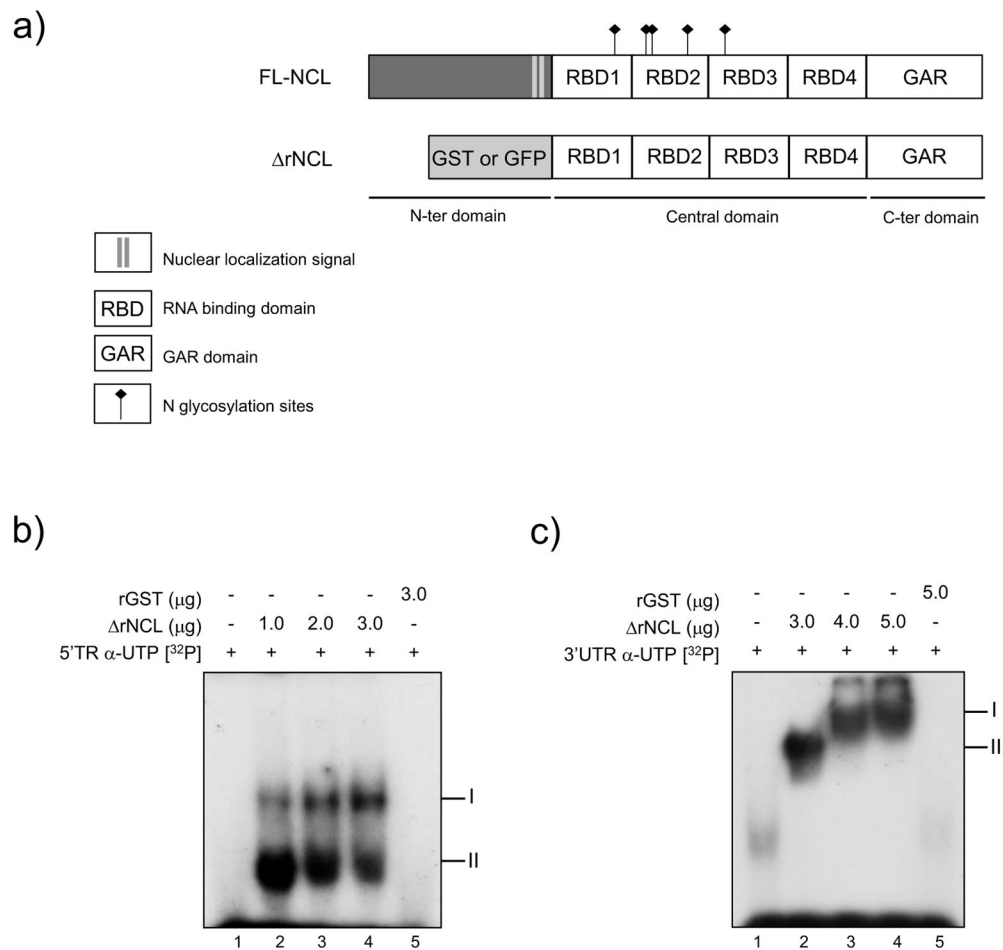 a)
FL-NCL RBD1 RBD2 RBD3 RBD4 GAR
ΔrNCL GST or GFP RBD1 RBD2 RBD3 RBD4 GAR
N-ter domain Central domain C-ter domain
Nuclear localization signal
RBD RNA binding domain
GAR GAR domain
N glycosylation sites
b)
rGST (μg) - - - - 3.0
ΔrNCL (μg) - 1.0 2.0 3.0 -
5'TR α-UTP [³²P] + + + + +
I
II
1 2 3 4 5
c)
rGST (μg) - - - - 5.0
ΔrNCL (μg) - 3.0 4.0 5.0 -
3'UTR α-UTP [³²P] + + + + +
I
II
1 2 3 4 5